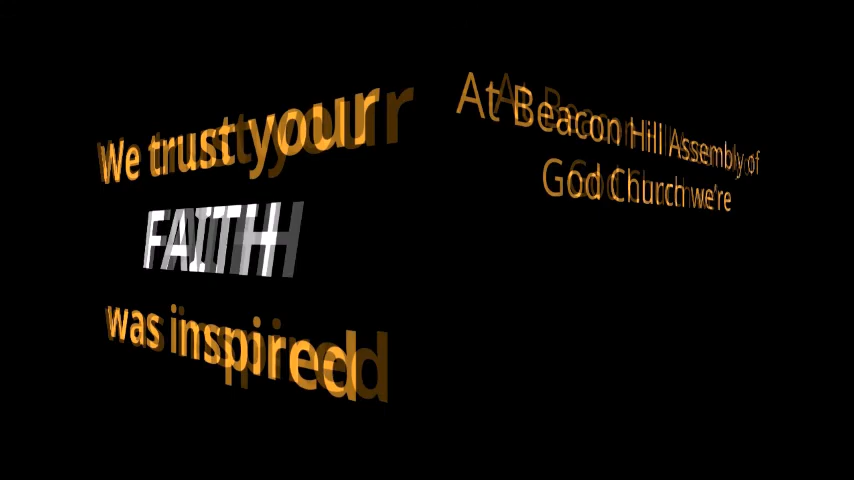 We trust your
FAITH
was inspired
At Beacon Hill Assembly of
God Church we're